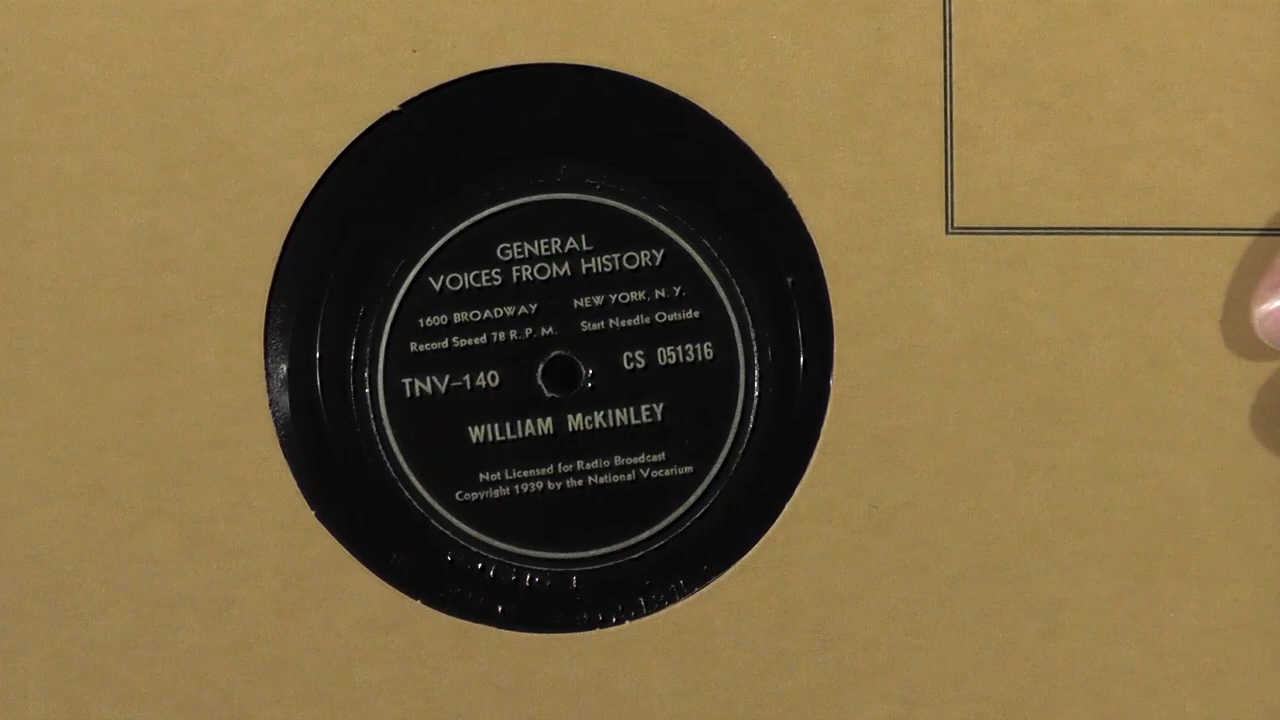 GENERAL
VOICES FROM HISTORY
1600 BROADWAY NEW YORK, N. Y.
Record Speed 78 R. P. M. Start Needle Outside
TNV-140 CS 051316
WILLIAM McKINLEY
Not Licensed for Radio Broadcast
Copyright 1939 by the National Vocarium